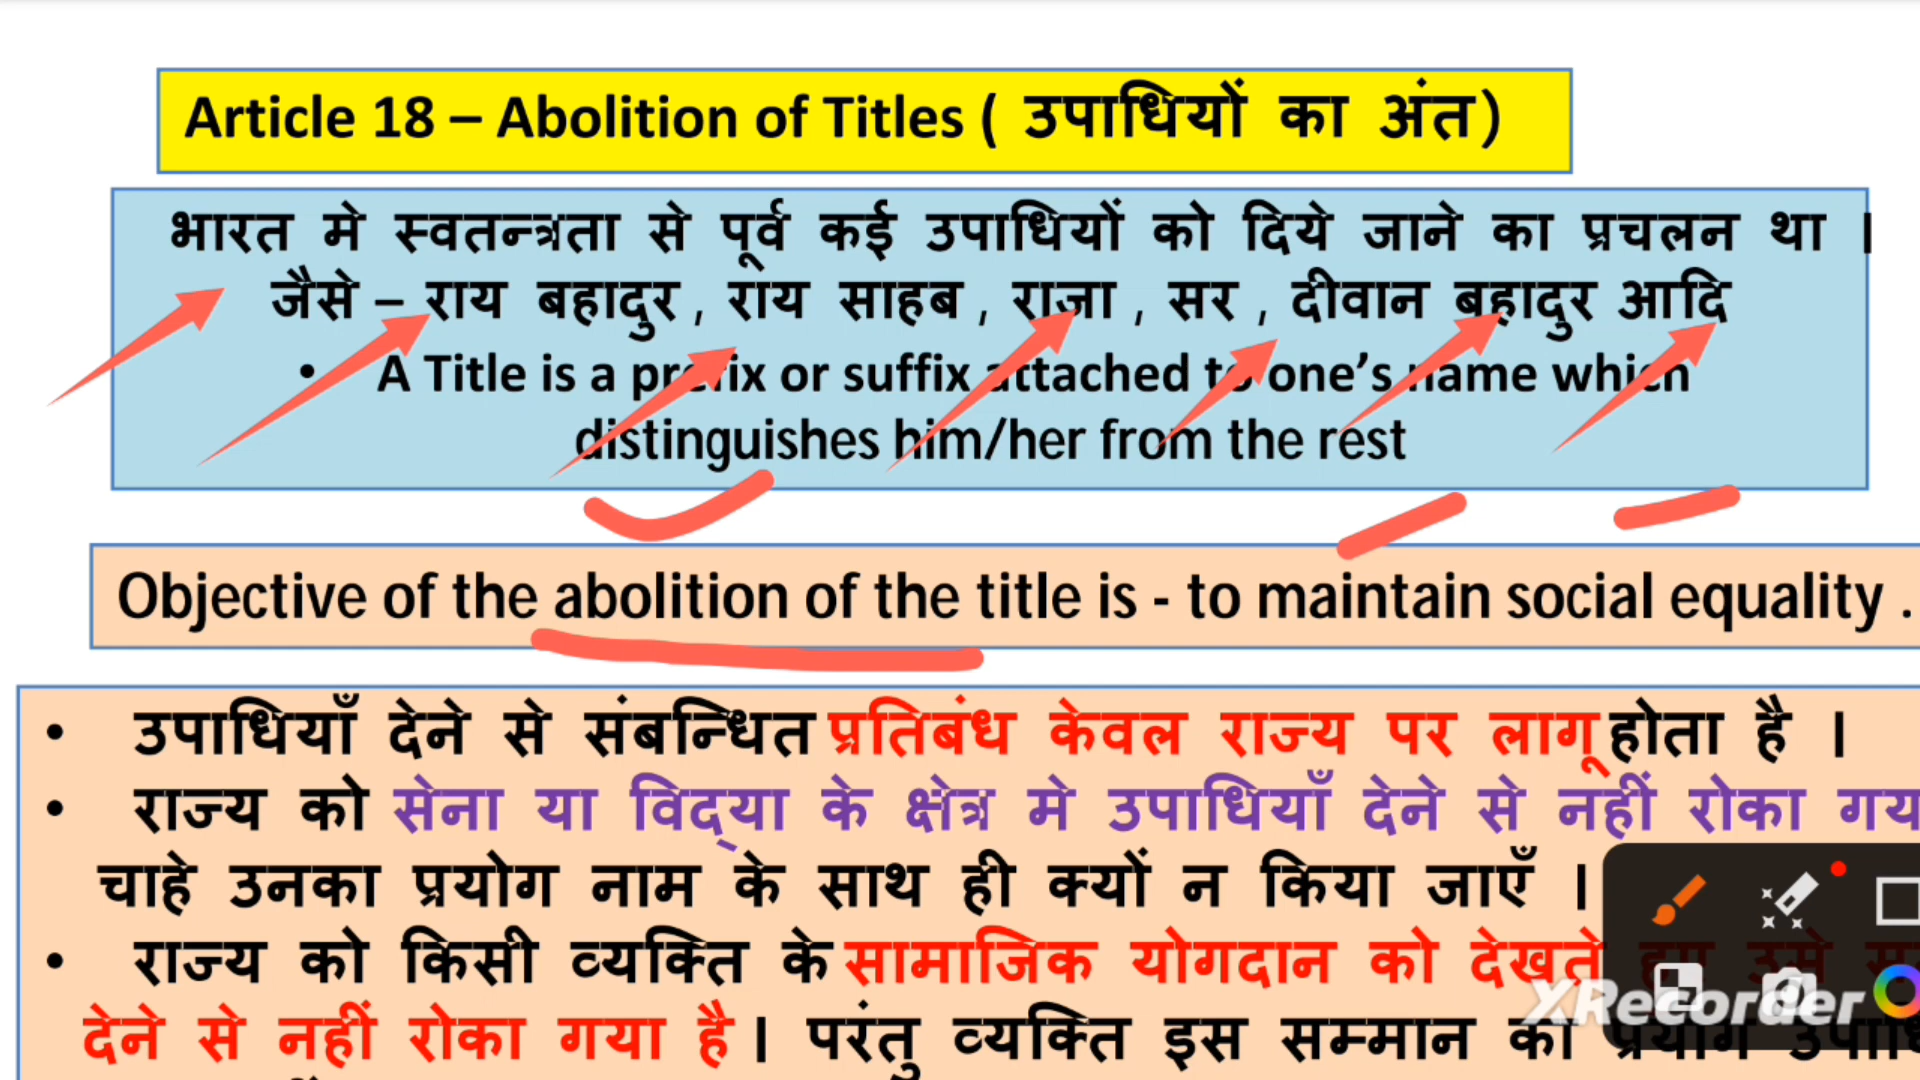 Article 18 – Abolition of Titles ( उपाधियों का अंत)
भारत मे स्वतन्त्रता से पूर्व कई उपाधियों को दिये जाने का प्रचलन था ।
जैसे – राय बहादुर , राय साहब , राजा , सर , दीवान बहादुर आदि
• A Title is a prefix or suffix attached to one’s name which
distinguishes him/her from the rest
Objective of the abolition of the title is - to maintain social equality .
• उपाधियाँ देने से संबन्धित प्रतिबंध केवल राज्य पर लागू होता है ।
• राज्य को सेना या विद्या के क्षेत्र मे उपाधियाँ देने से नहीं रोका
चाहे उनका प्रयोग नाम के साथ ही क्यों न किया जाएँ ।
• राज्य को किसी व्यक्ति के सामाजिक योगदान को देखते हुए उसे
देने से नहीं रोका गया है । परंतु व्यक्ति इस सम्मान का प्रयोग
XRecorder